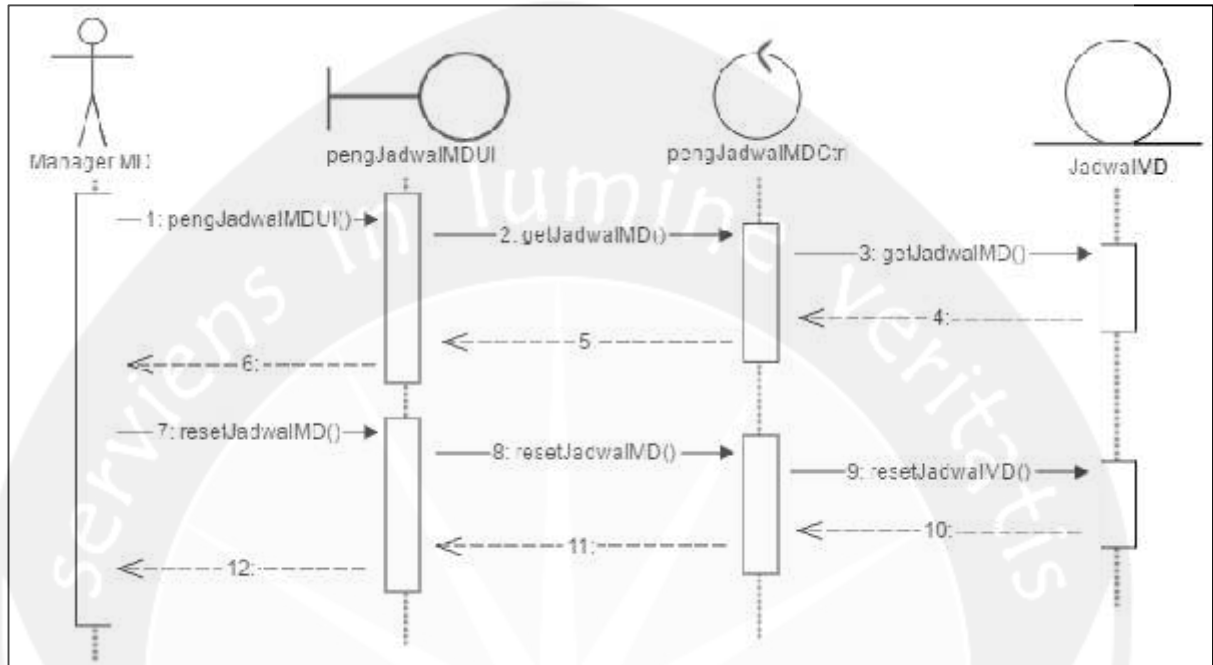 Manager MD
pengJadwalMDUI
pengJadwalMDCtrl
JadwalMD
1: pengJadwalMDUI()
2: getJadwalMD()
3: getJadwalMD()
4:
5
6:
7: resetJadwalMD()
8: resetJadwalMD()
9: resetJadwalMD()
10:
11:
12:
serviens in lumine veritatis